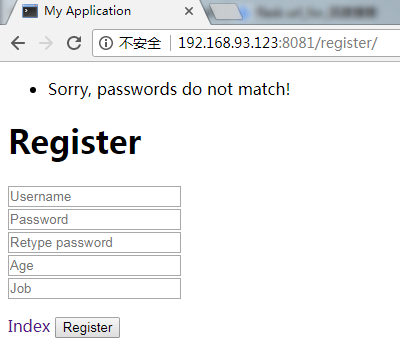 My Application
不安全 | 192.168.93.123:8081/register/
Sorry, passwords do not match!
Register
Username
Password
Retype password
Age
Job
Index Register